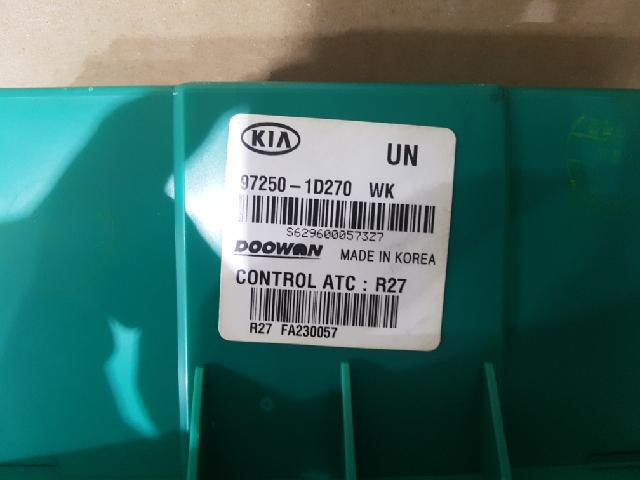 KIA UN
97250-1D270 WK
S629600057327
DOOWON MADE IN KOREA
CONTROL ATC : R27
R27 FA230057